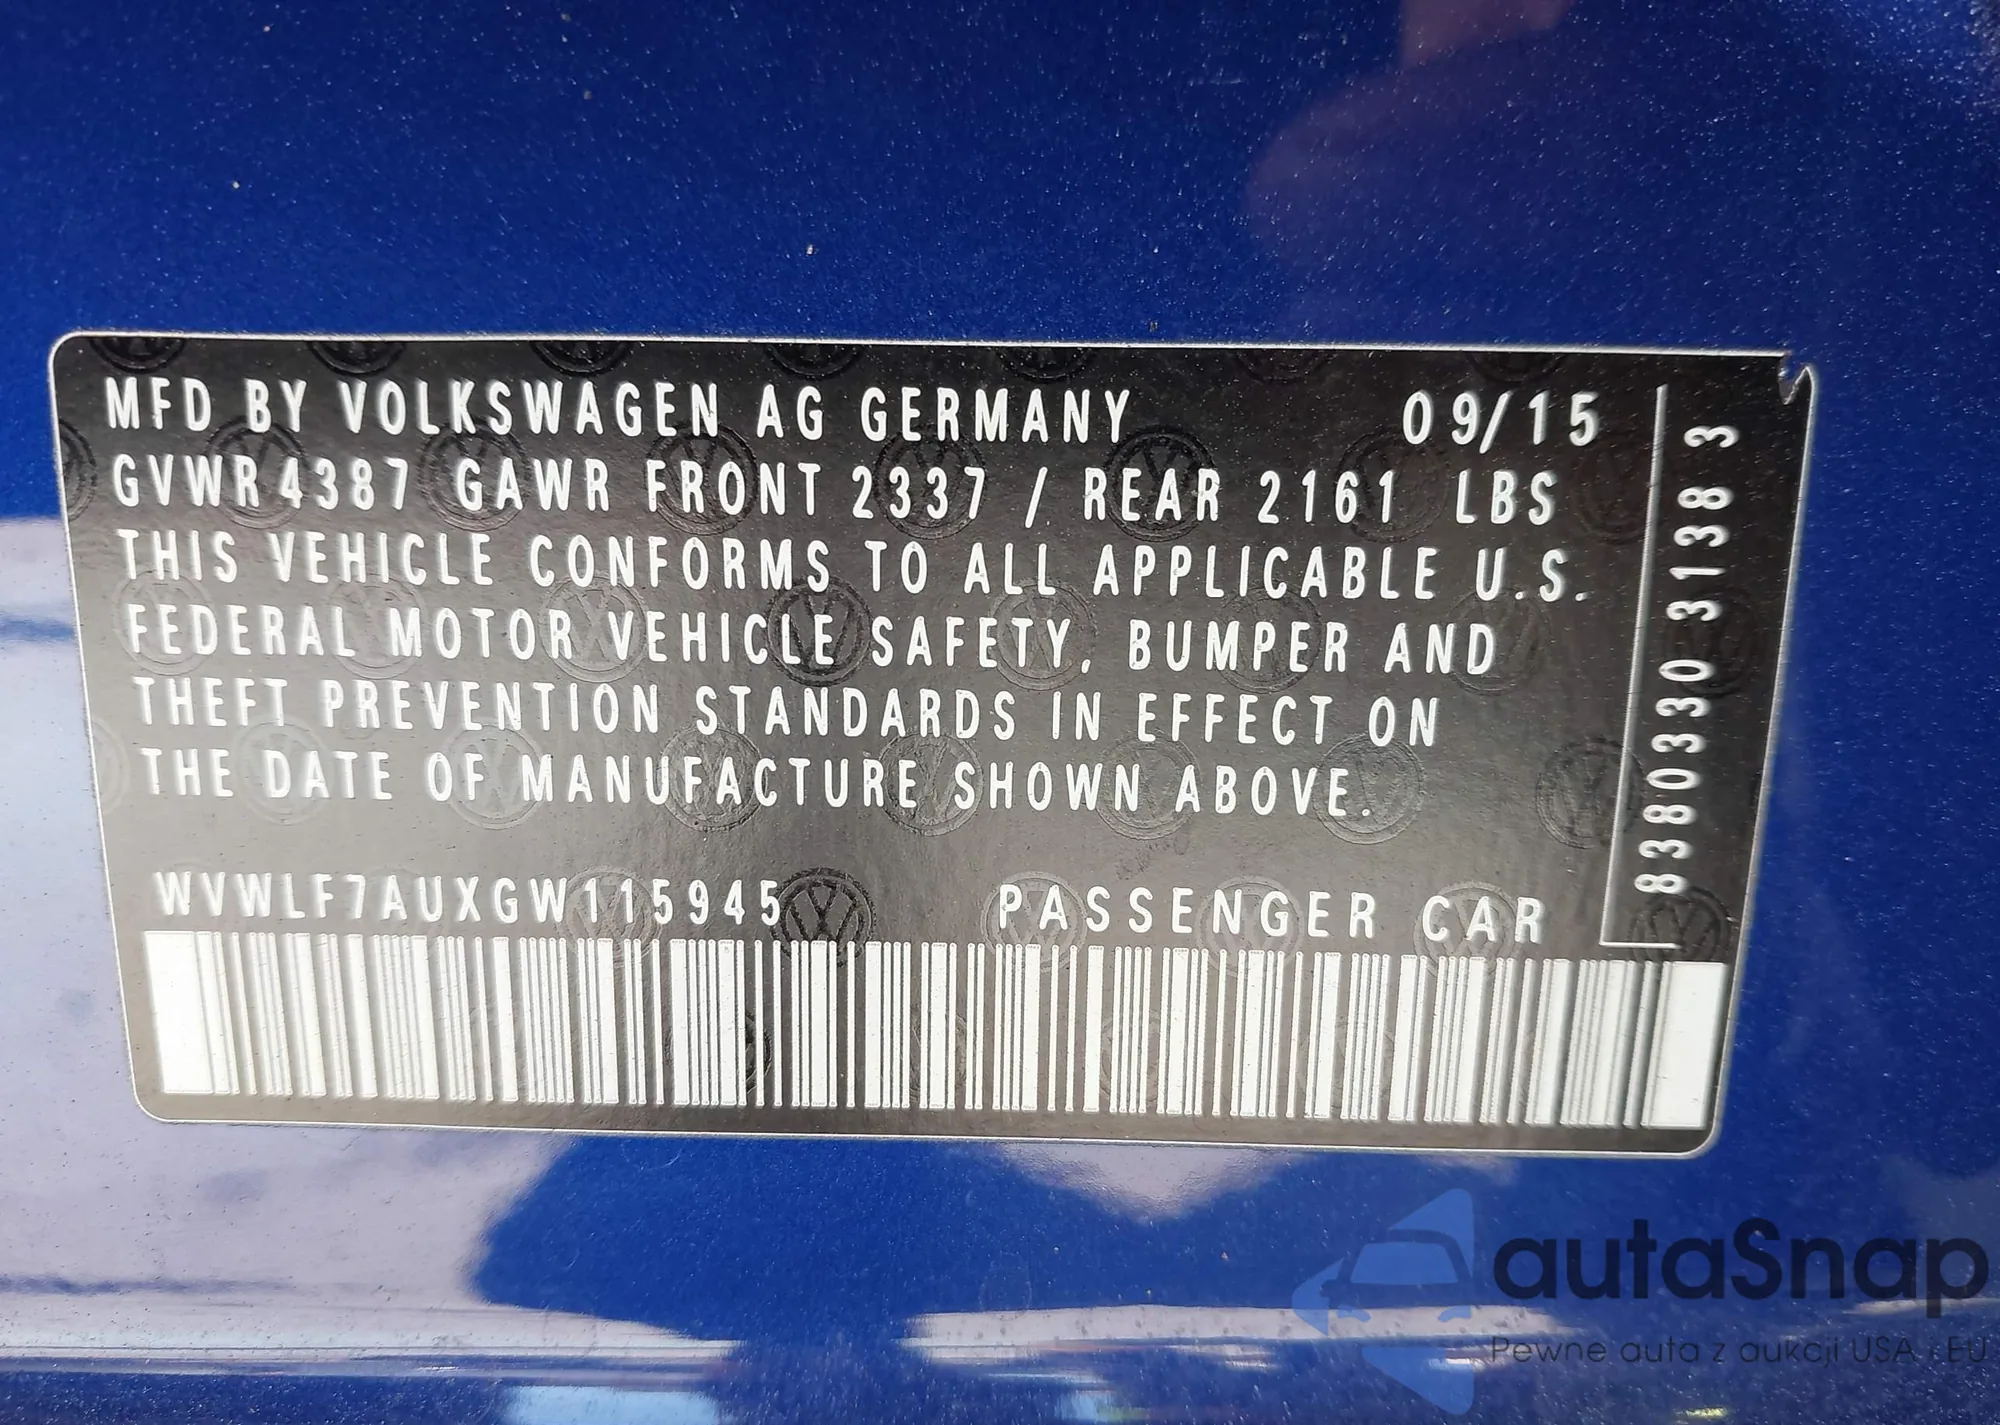 MFD BY VOLKSWAGEN AG GERMANY 09/15
GVWR 4387 GAWR FRONT 2337 / REAR 2161 LBS
THIS VEHICLE CONFORMS TO ALL APPLICABLE U.S.
FEDERAL MOTOR VEHICLE SAFETY, BUMPER AND
THEFT PREVENTION STANDARDS IN EFFECT ON
THE DATE OF MANUFACTURE SHOWN ABOVE.
WVWLF7AUXGW115945 PASSENGER CAR
8380330 3138 3
autaSnap
Pewne auta z aukcji USA i EU